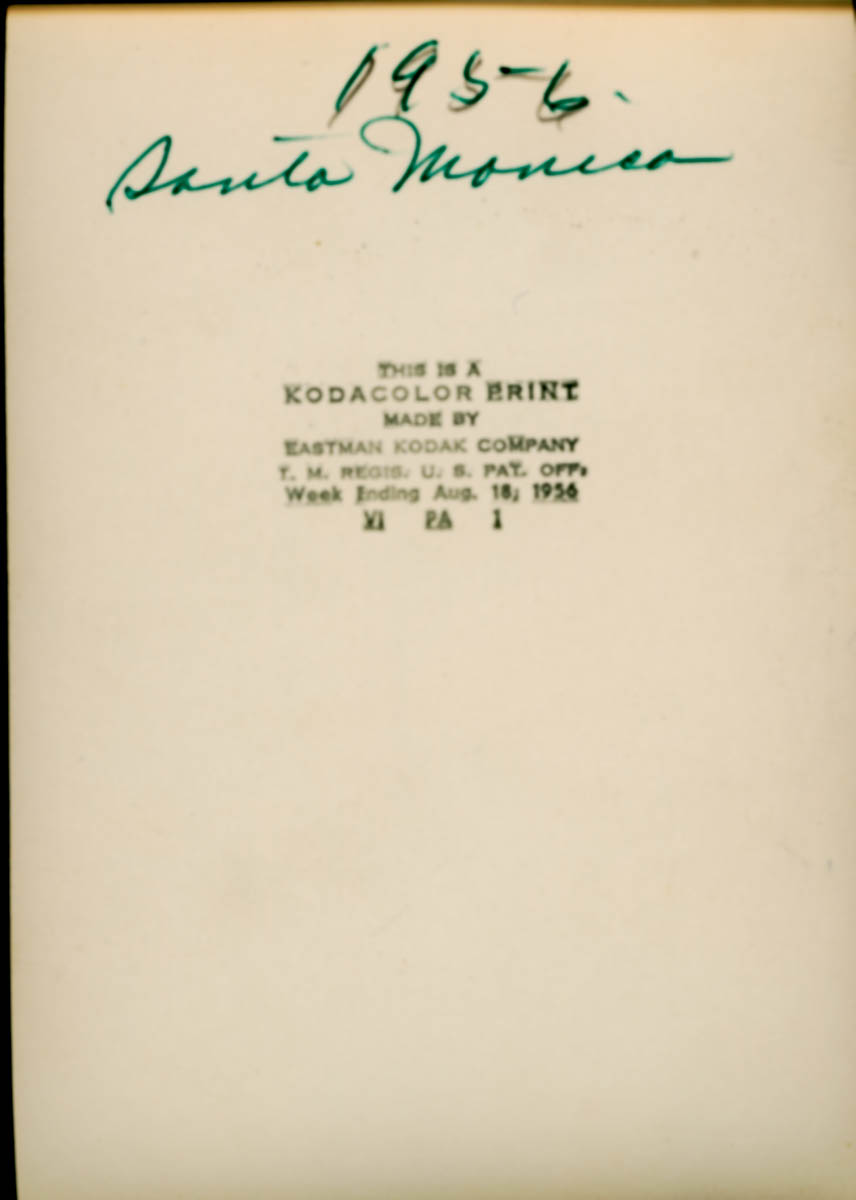 1956.
Santa Monica
THIS IS A
KODACOLOR PRINT
MADE BY
EASTMAN KODAK COMPANY
T. M. REGIS. U. S. PAT. OFF.
Week Ending Aug. 18, 1956
VI PA 1